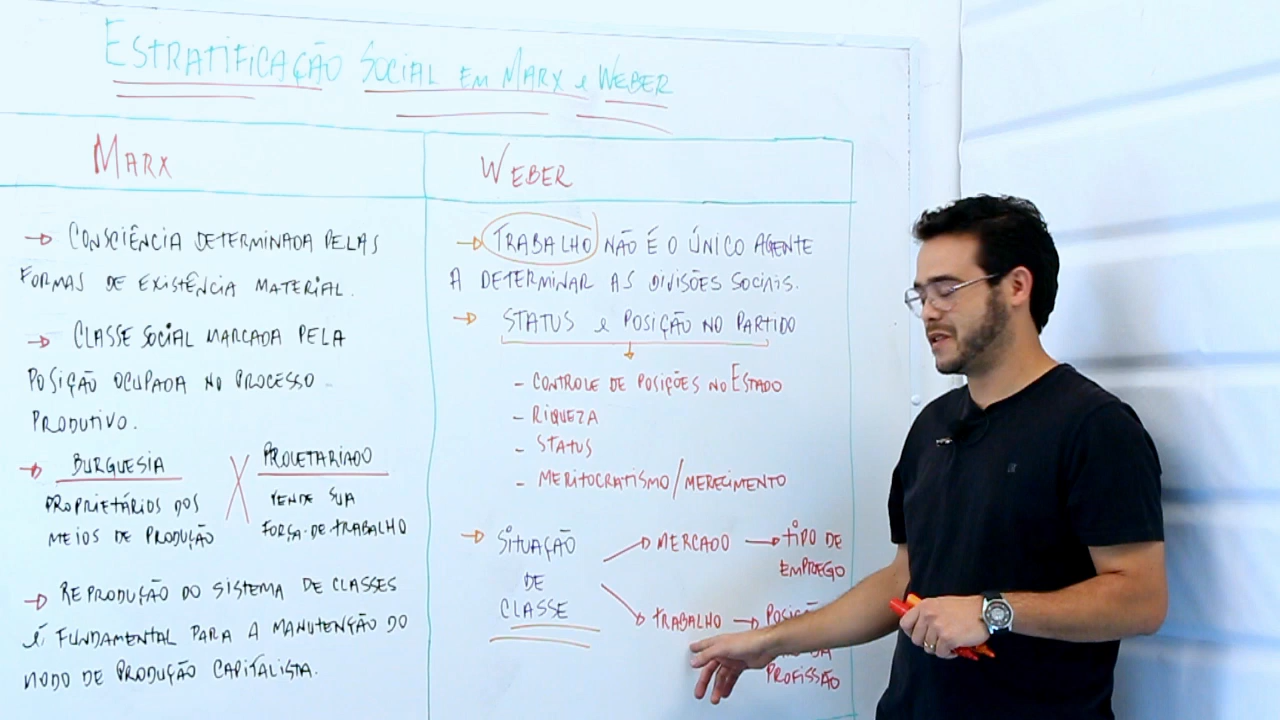 ESTRATIFICAÇÃO SOCIAL EM MARX e WEBER
MARX
→ CONSCIÊNCIA DETERMINADA PELAS
FORMAS DE EXISTÊNCIA MATERIAL.
→ CLASSE SOCIAL MARCADA PELA
POSIÇÃO OCUPADA NO PROCESSO
PRODUTIVO.
→ BURGUESIA X PROLETARIADO
PROPRIETÁRIOS DOS
MEIOS DE PRODUÇÃO
VENDE SUA
FORÇA-DE-TRABALHO
→ REPRODUÇÃO DO SISTEMA DE CLASSES
É FUNDAMENTAL PARA A MANUTENÇÃO DO
MODO DE PRODUÇÃO CAPITALISTA.
WEBER
→ TRABALHO NÃO É O ÚNICO AGENTE
A DETERMINAR AS DIVISÕES SOCIAIS.
→ STATUS e POSIÇÃO NO PARTIDO
- CONTROLE DE POSIÇÕES NO ESTADO
- RIQUEZA
- STATUS
- MERITOCRATISMO/MERECIMENTO
→ SITUAÇÃO
DE
CLASSE
→ MERCADO → TIPO DE
EMPREGO
→ TRABALHO →
DA
PROFISSÃO